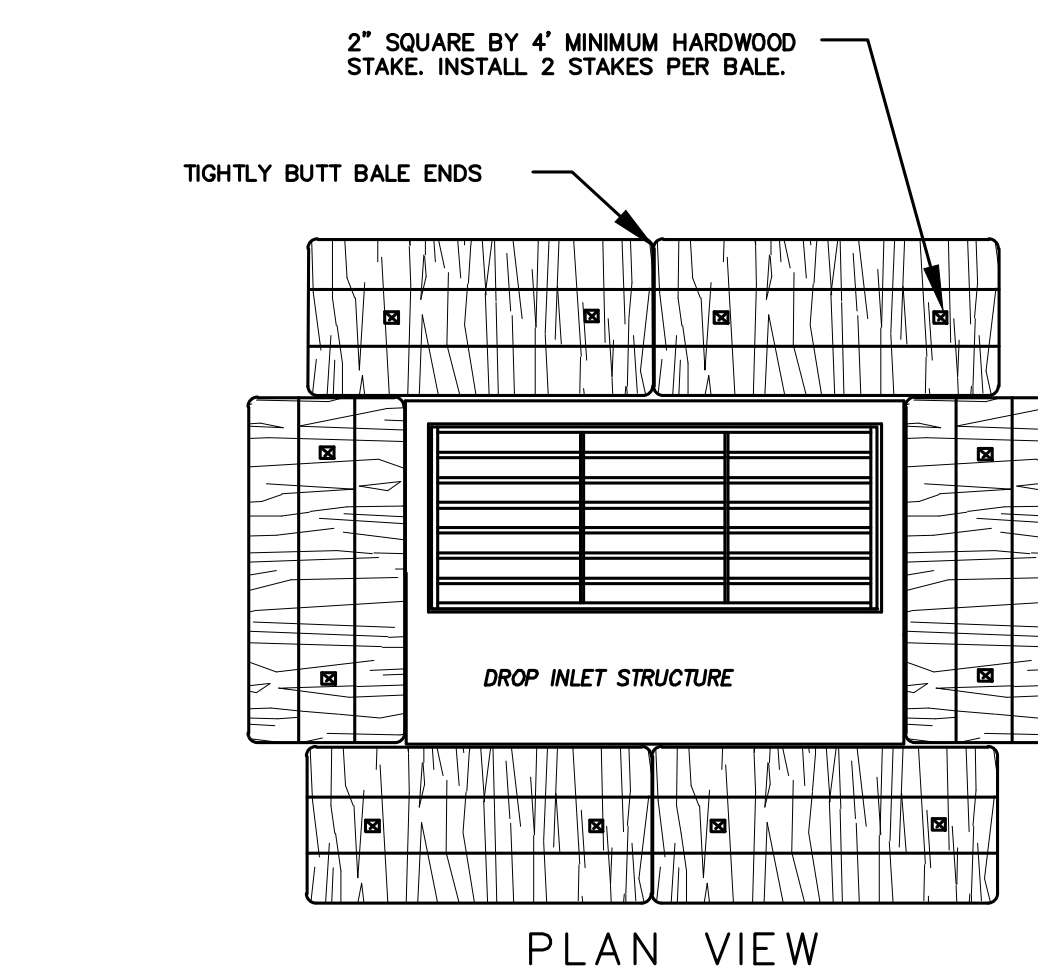 2" SQUARE BY 4' MINIMUM HARDWOOD
STAKE. INSTALL 2 STAKES PER BALE.
TIGHTLY BUTT BALE ENDS
DROP INLET STRUCTURE
PLAN VIEW